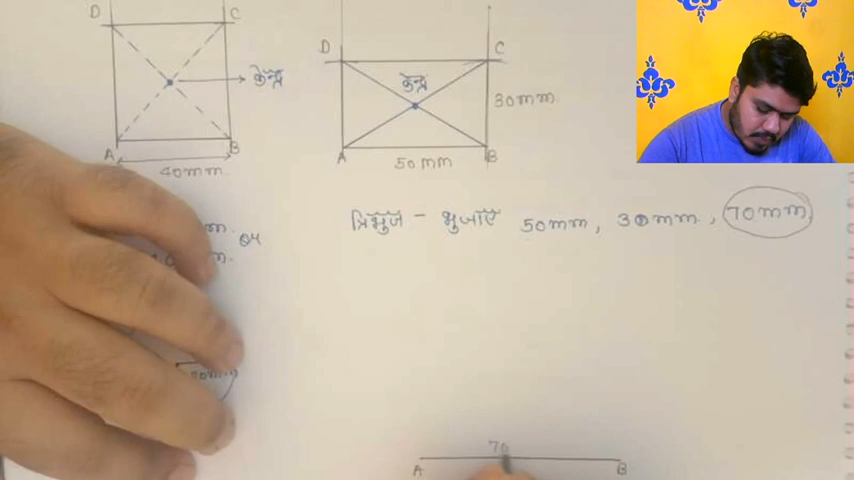 D C
केन्द्र
A B
40mm.
D C
केन्द्र
30mm.
A B
50mm
त्रिभुज - भुजाएँ 50mm, 30mm., 70mm
m.
m.
70
A B